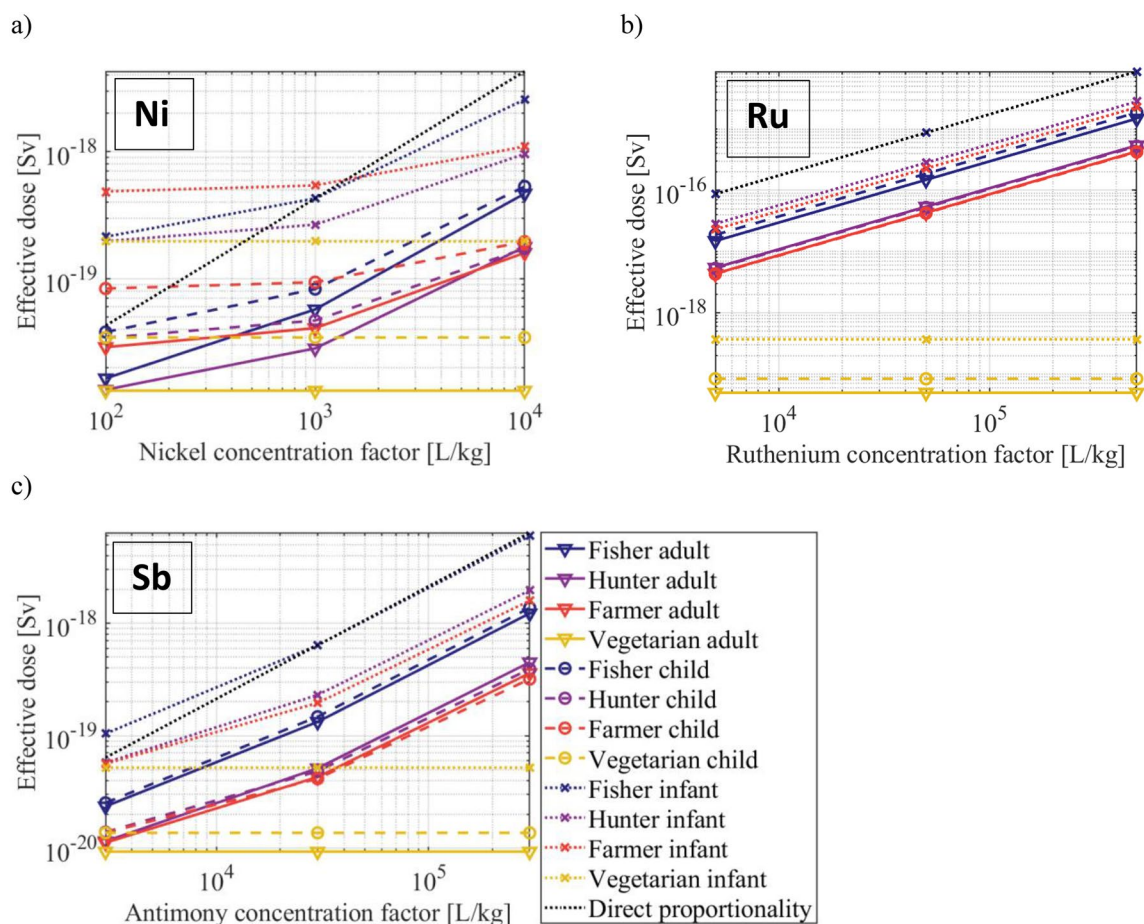 a)
Ni
Effective dose [Sv]
10^-18
10^-19
10^2
10^3
10^4
Nickel concentration factor [L/kg]
b)
Ru
Effective dose [Sv]
10^-16
10^-18
10^4
10^5
Ruthenium concentration factor [L/kg]
c)
Sb
Effective dose [Sv]
10^-18
10^-19
10^-20
10^4
10^5
Antimony concentration factor [L/kg]
Fisher adult
Hunter adult
Farmer adult
Vegetarian adult
Fisher child
Hunter child
Farmer child
Vegetarian child
Fisher infant
Hunter infant
Farmer infant
Vegetarian infant
Direct proportionality